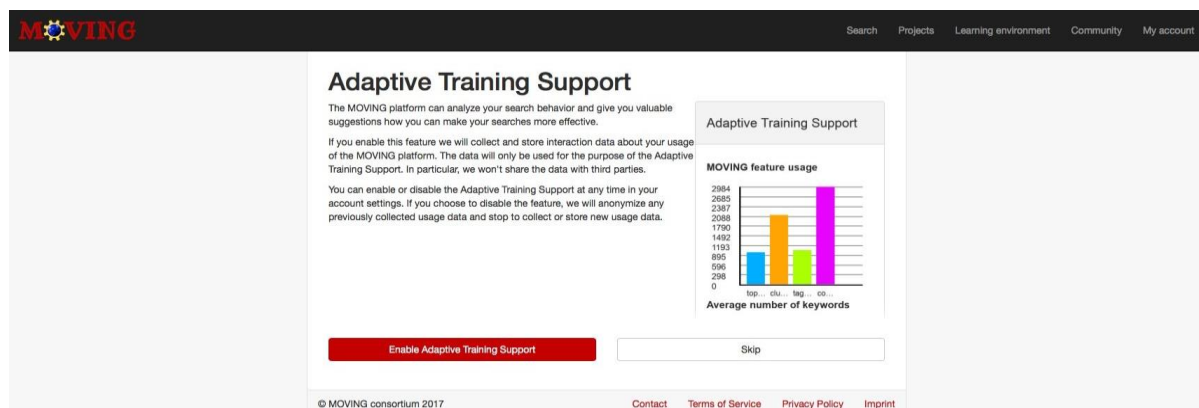 MOVING
Search Projects Learning environment Community My account
Adaptive Training Support
The MOVING platform can analyze your search behavior and give you valuable
suggestions how you can make your searches more effective.
If you enable this feature we will collect and store interaction data about your usage
of the MOVING platform. The data will only be used for the purpose of the Adaptive
Training Support. In particular, we won't share the data with third parties.
You can enable or disable the Adaptive Training Support at any time in your
account settings. If you choose to disable the feature, we will anonymize any
previously collected usage data and stop to collect or store new usage data.
Adaptive Training Support
MOVING feature usage
2984
2685
2387
2088
1790
1492
1193
895
596
298
0
top... clu... tag... co...
Average number of keywords
Enable Adaptive Training Support
Skip
© MOVING consortium 2017
Contact Terms of Service Privacy Policy Imprint